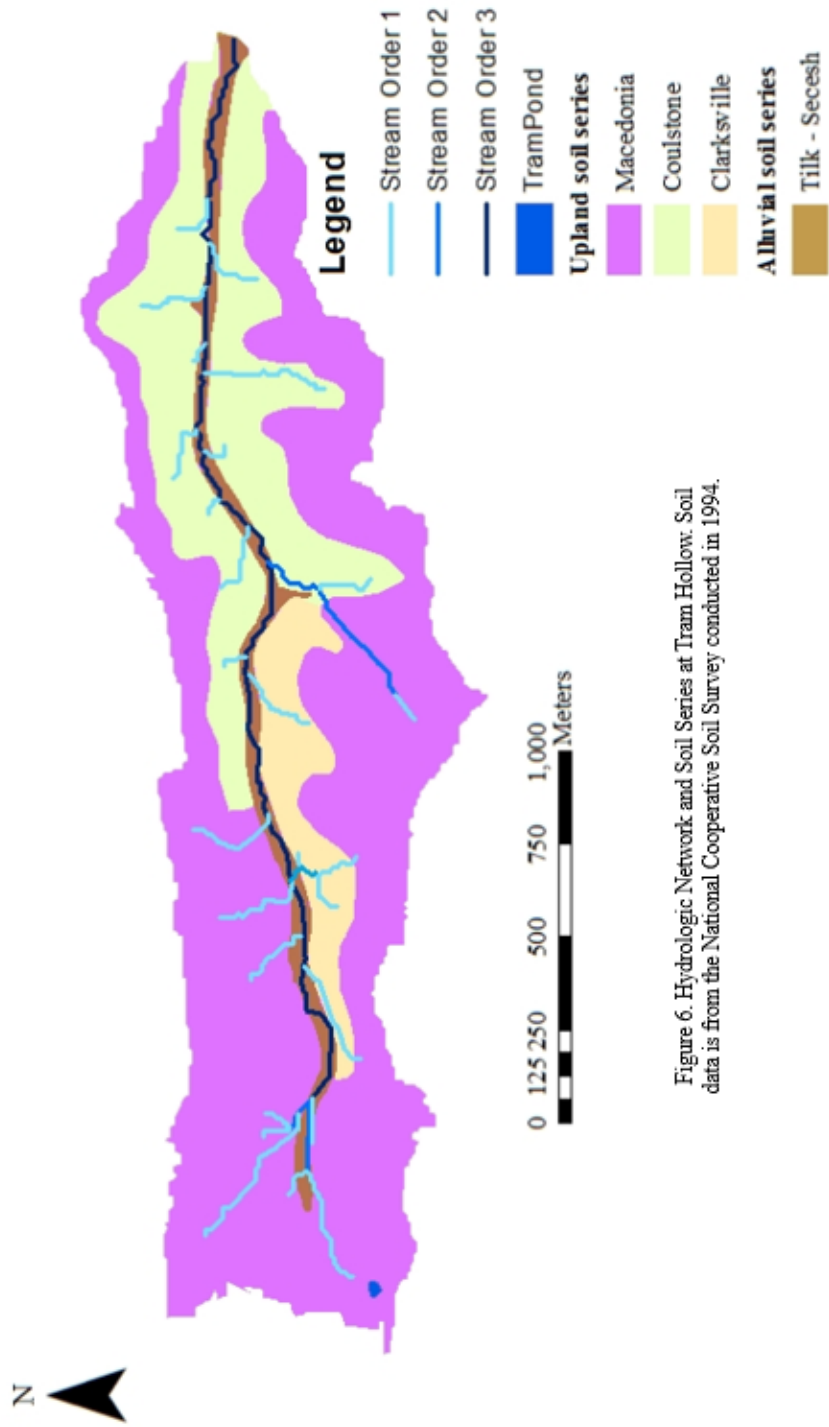 N
Legend
Stream Order 1
Stream Order 2
Stream Order 3
TramPond
Upland soil series
Macedonia
Coulstone
Clarksville
Alluvial soil series
Tilk - Secesh
0 125 250 500 750 1,000
Meters
Figure 6. Hydrologic Network and Soil Series at Tram Hollow. Soil
data is from the National Cooperative Soil Survey conducted in 1994.